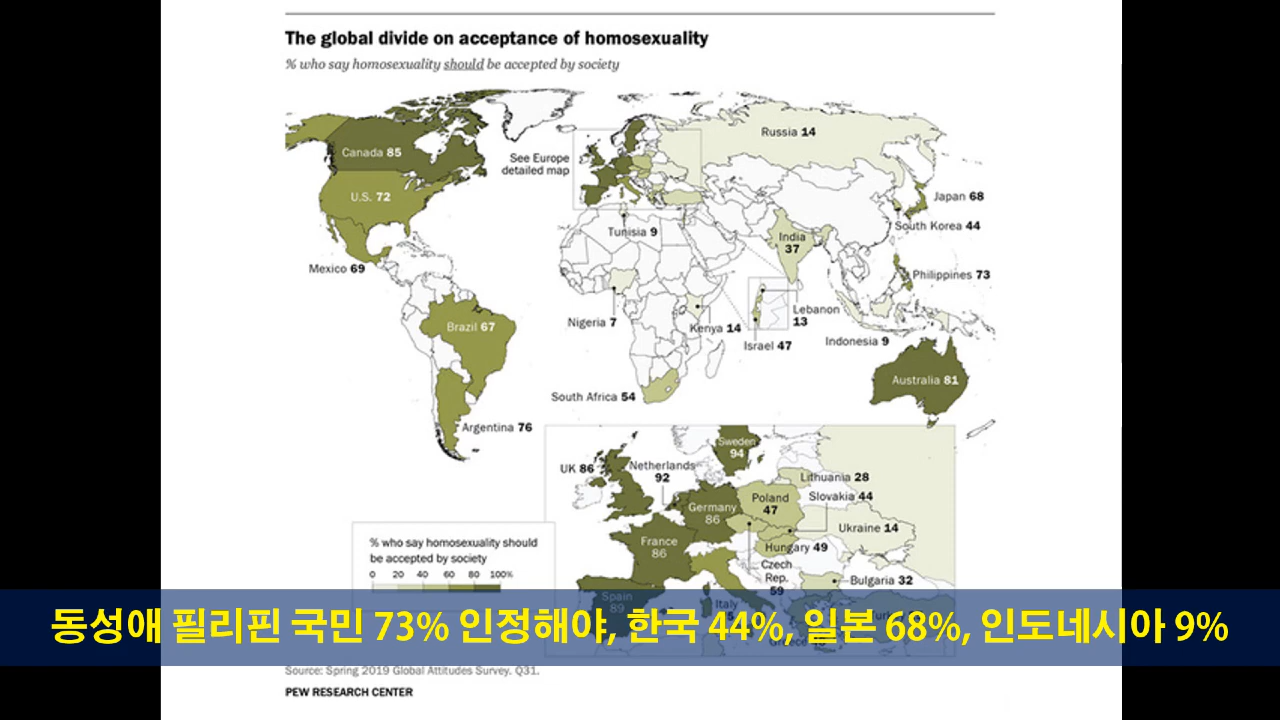 The global divide on acceptance of homosexuality
% who say homosexuality should be accepted by society
Russia 14
Canada 85
See Europe
detailed map
U.S. 72
Japan 68
South Korea 44
Tunisia 9
India
37
Mexico 69
Philippines 73
Lebanon
13
Nigeria 7
Kenya 14
Brazil 67
Israel 47
Indonesia 9
Australia 81
South Africa 54
Argentina 76
Sweden
94
UK 86
Netherlands
92
Lithuania 28
Slovakia 44
Poland
47
Germany
86
Ukraine 14
France
86
Hungary 49
% who say homosexuality should
be accepted by society
0 20 40 60 80 100%
Czech
Rep.
59
Bulgaria 32
Spain
89
Italy
동성애 필리핀 국민 73% 인정해야, 한국 44%, 일본 68%, 인도네시아 9%
Source: Spring 2019 Global Attitudes Survey. Q31.
PEW RESEARCH CENTER